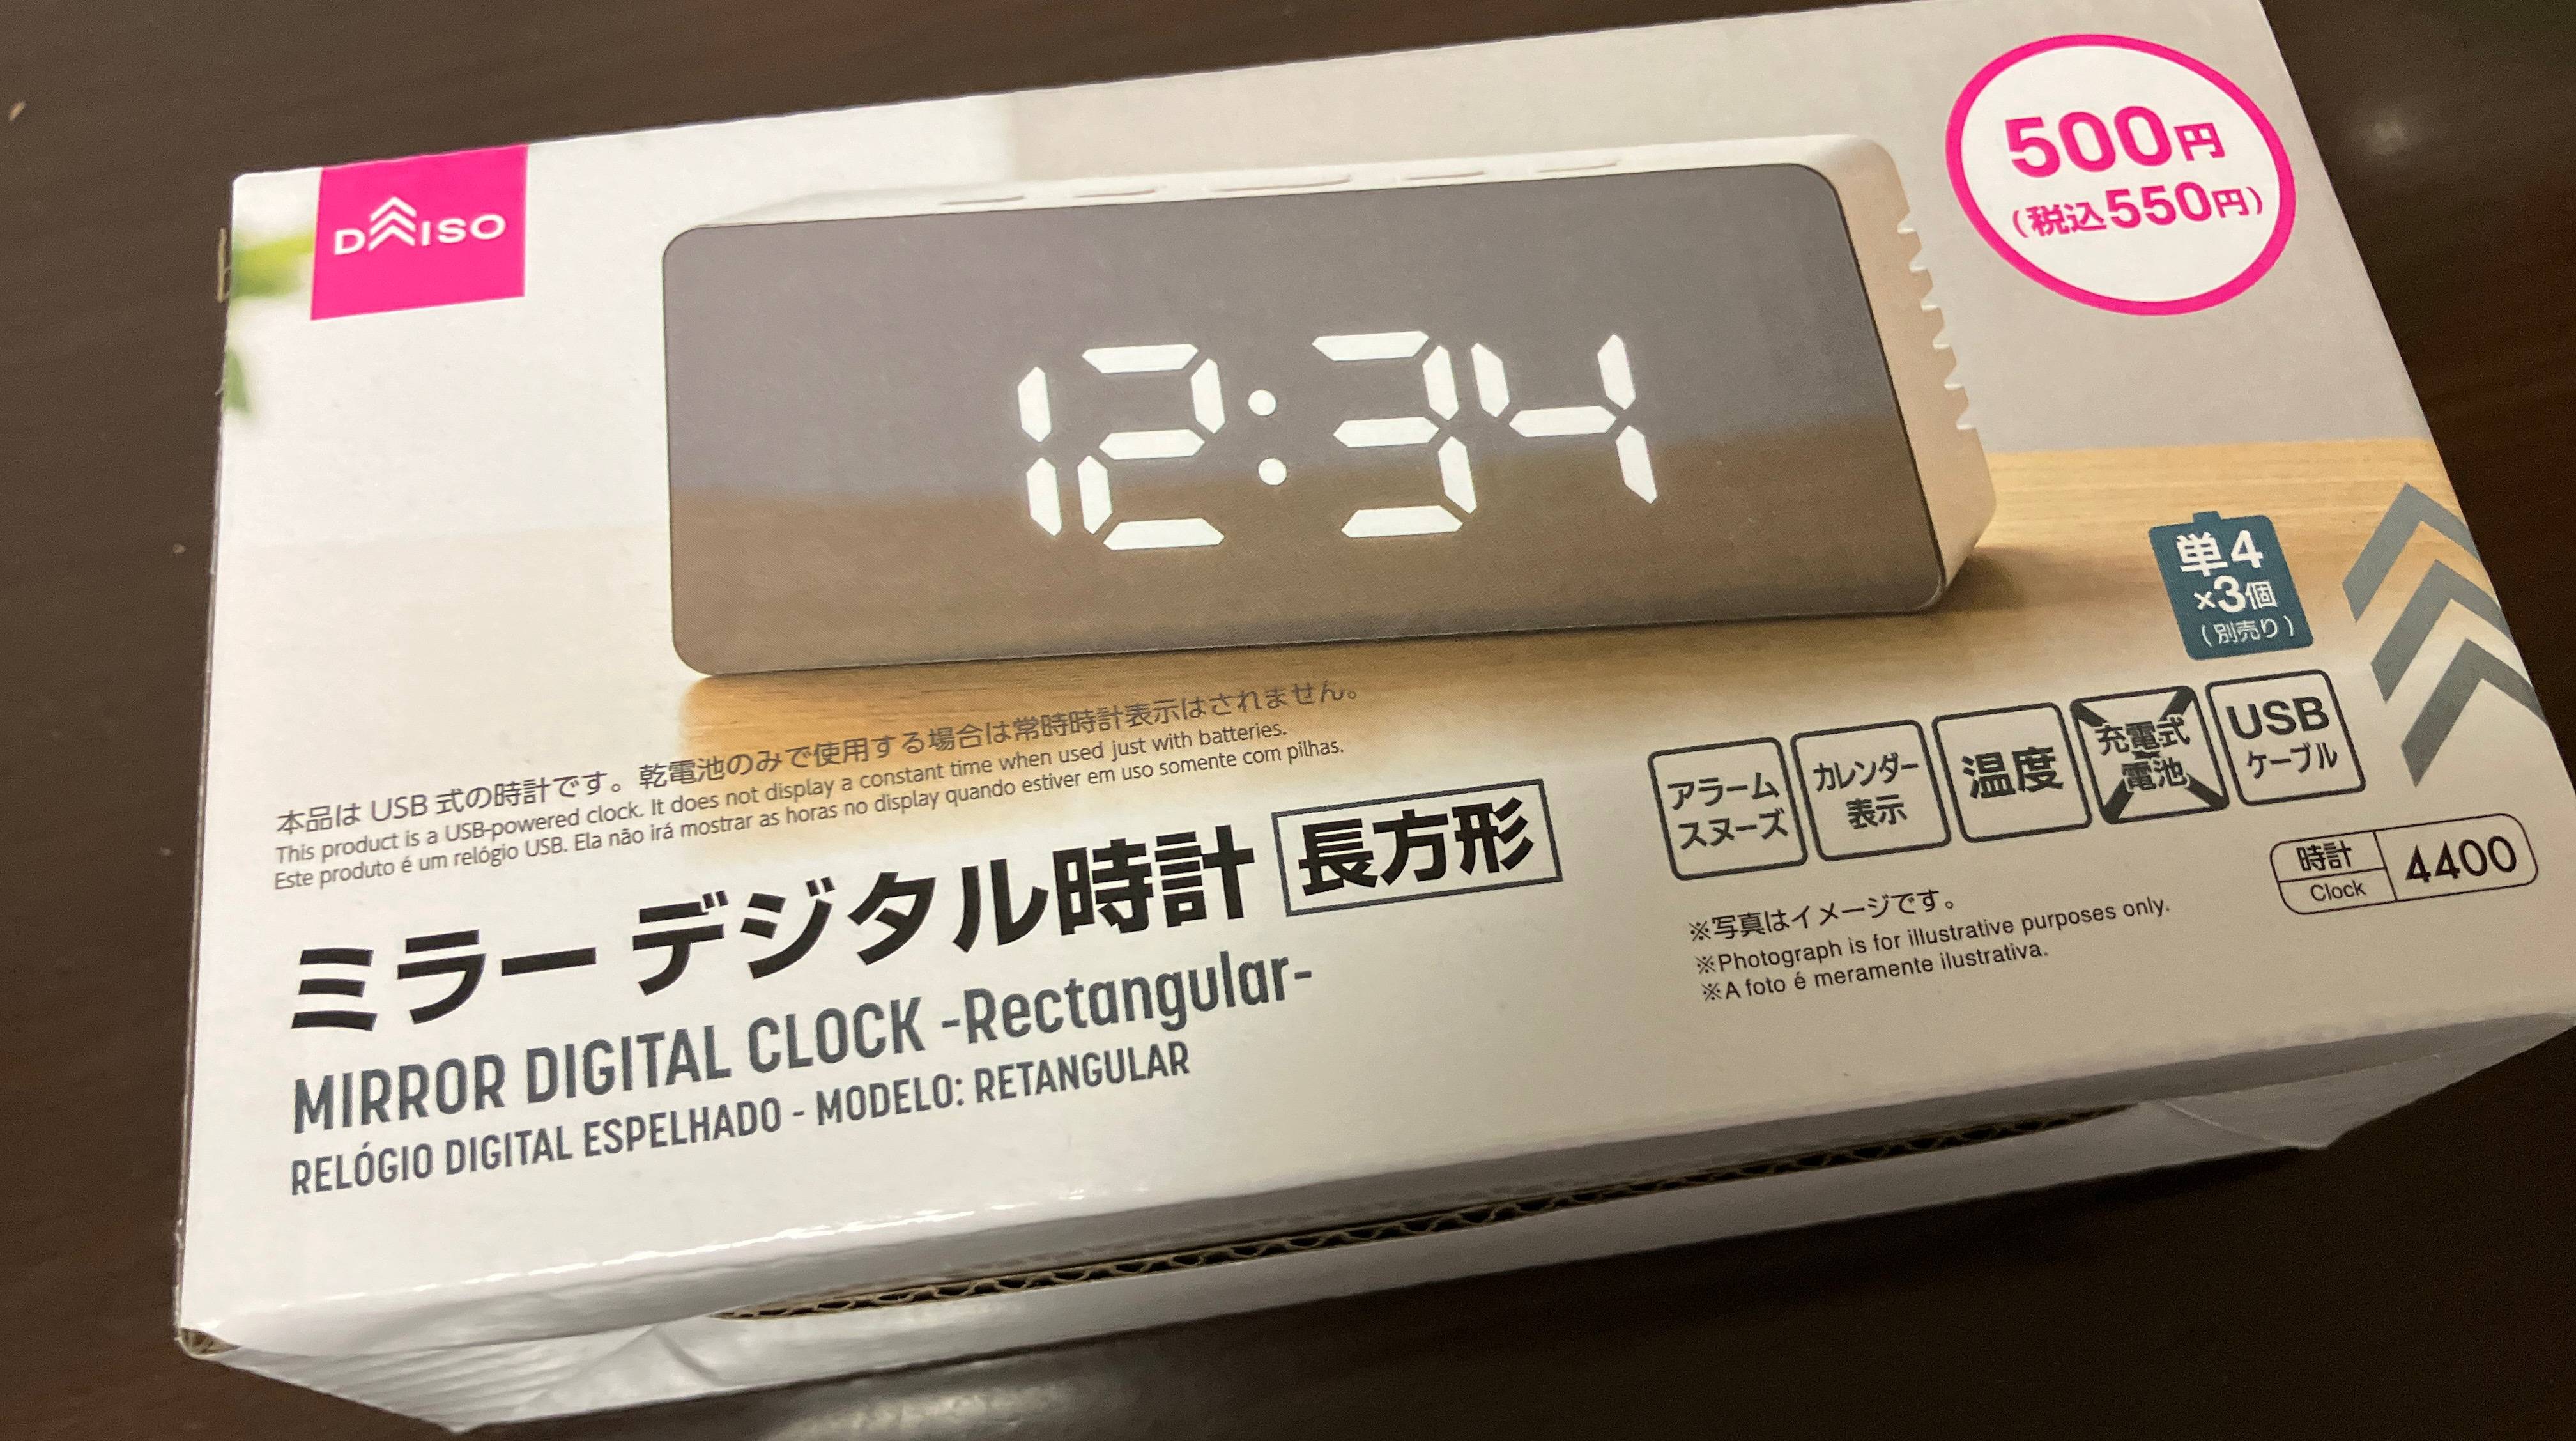 DAISO
500円
(税込550円)
12:34
単4
×3個
(別売り)
本品は USB 式の時計です。乾電池のみで使用する場合は常時時計表示はされません。
This product is a USB-powered clock. It does not display a constant time when used just with batteries.
Este produto é um relógio USB. Ela não irá mostrar as horas no display quando estiver em uso somente com pilhas.
ミラー デジタル時計 長方形
MIRROR DIGITAL CLOCK -Rectangular-
RELÓGIO DIGITAL ESPELHADO - MODELO: RETANGULAR
アラーム
スヌーズ
カレンダー
表示
温度
充電式
電池
USB
ケーブル
時計
Clock
4400
※写真はイメージです。
※Photograph is for illustrative purposes only.
※A foto é meramente ilustrativa.